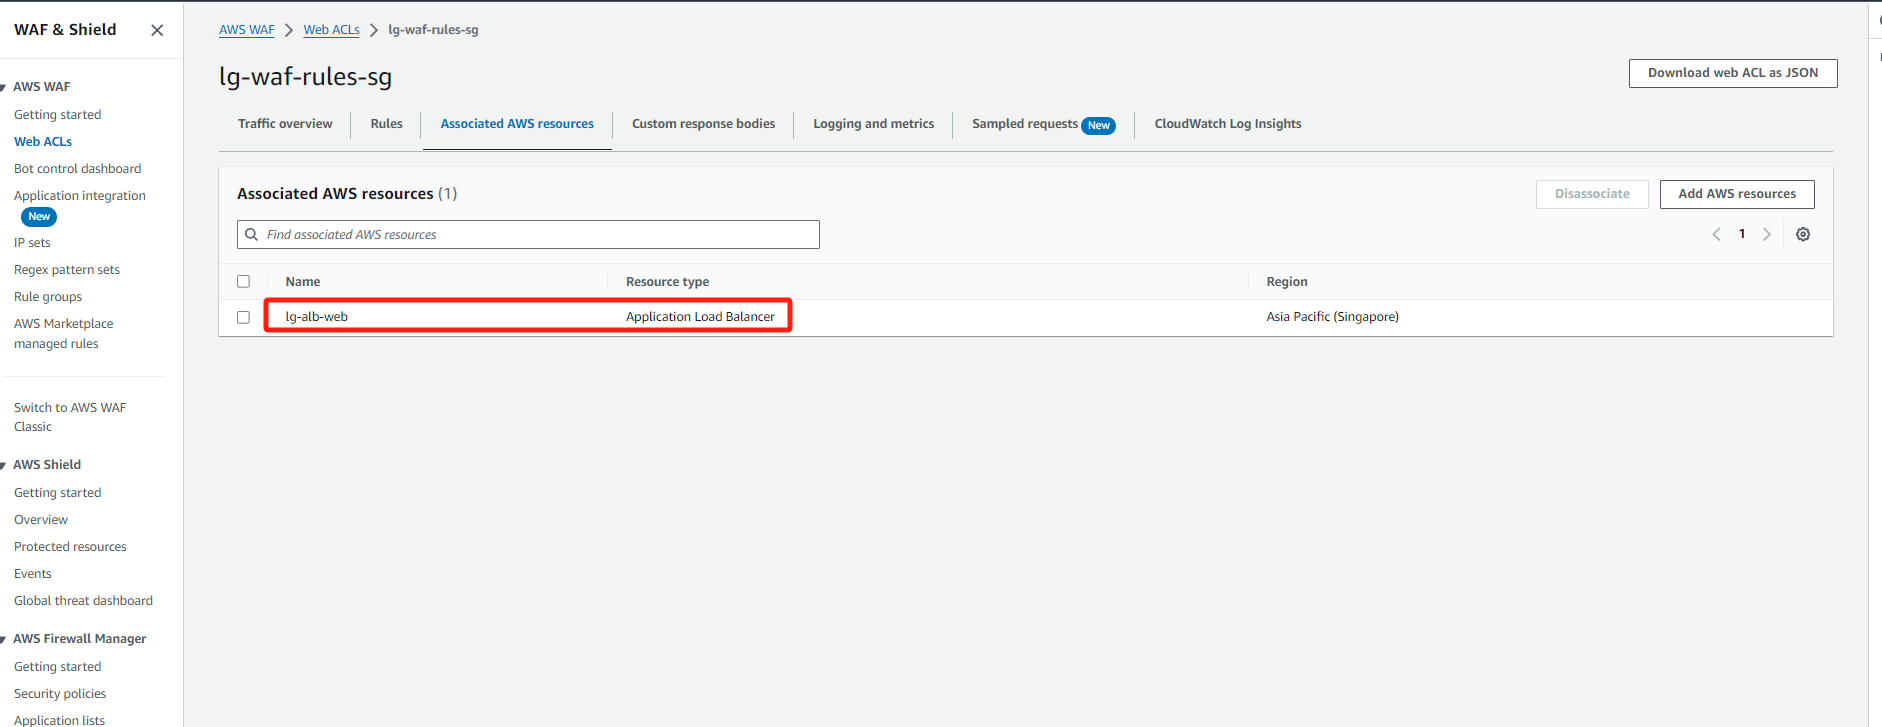 WAF & Shield
AWS WAF
Getting started
Web ACLs
Bot control dashboard
Application integration
New
IP sets
Regex pattern sets
Rule groups
AWS Marketplace
managed rules
Switch to AWS WAF
Classic
AWS Shield
Getting started
Overview
Protected resources
Events
Global threat dashboard
AWS Firewall Manager
Getting started
Security policies
Application lists
AWS WAF > Web ACLs > lg-waf-rules-sg
lg-waf-rules-sg
Download web ACL as JSON
Traffic overview Rules Associated AWS resources Custom response bodies Logging and metrics Sampled requests New CloudWatch Log Insights
Associated AWS resources (1)
Disassociate Add AWS resources
Find associated AWS resources
1
Name Resource type Region
lg-alb-web Application Load Balancer Asia Pacific (Singapore)